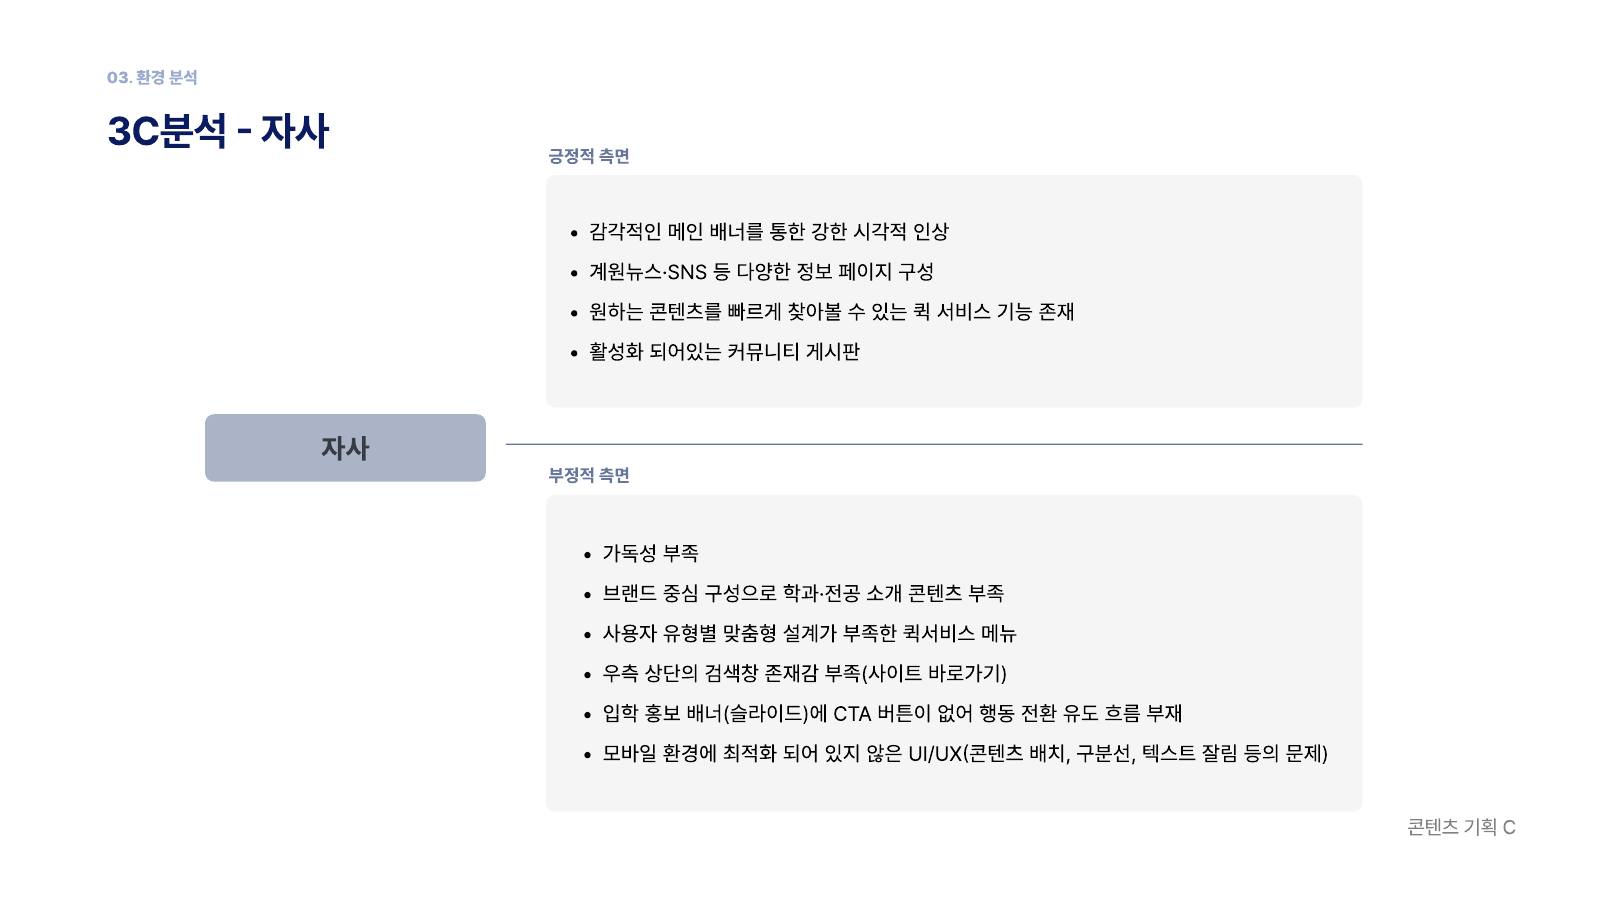 03. 환경 분석
3C분석 - 자사
긍정적 측면
• 감각적인 메인 배너를 통한 강한 시각적 인상
• 계원뉴스·SNS 등 다양한 정보 페이지 구성
• 원하는 콘텐츠를 빠르게 찾아볼 수 있는 퀵 서비스 기능 존재
• 활성화 되어있는 커뮤니티 게시판
자사
부정적 측면
• 가독성 부족
• 브랜드 중심 구성으로 학과·전공 소개 콘텐츠 부족
• 사용자 유형별 맞춤형 설계가 부족한 퀵서비스 메뉴
• 우측 상단의 검색창 존재감 부족(사이트 바로가기)
• 입학 홍보 배너(슬라이드)에 CTA 버튼이 없어 행동 전환 유도 흐름 부재
• 모바일 환경에 최적화 되어 있지 않은 UI/UX(콘텐츠 배치, 구분선, 텍스트 잘림 등의 문제)
콘텐츠 기획 C